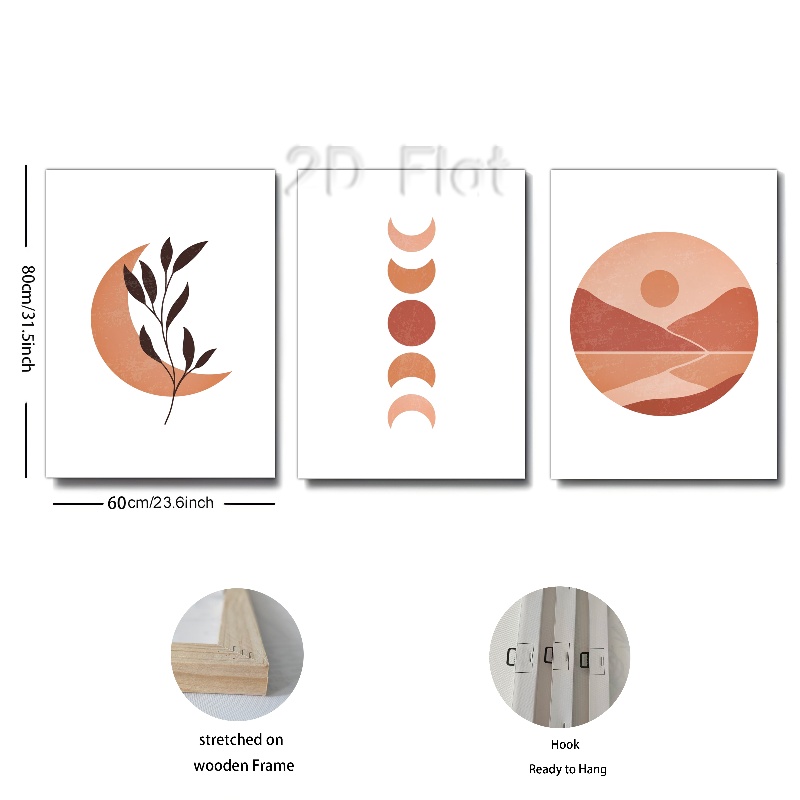 2D Flat
80cm/31.5inch
60cm/23.6inch
stretched on
wooden Frame
Hook
Ready to Hang